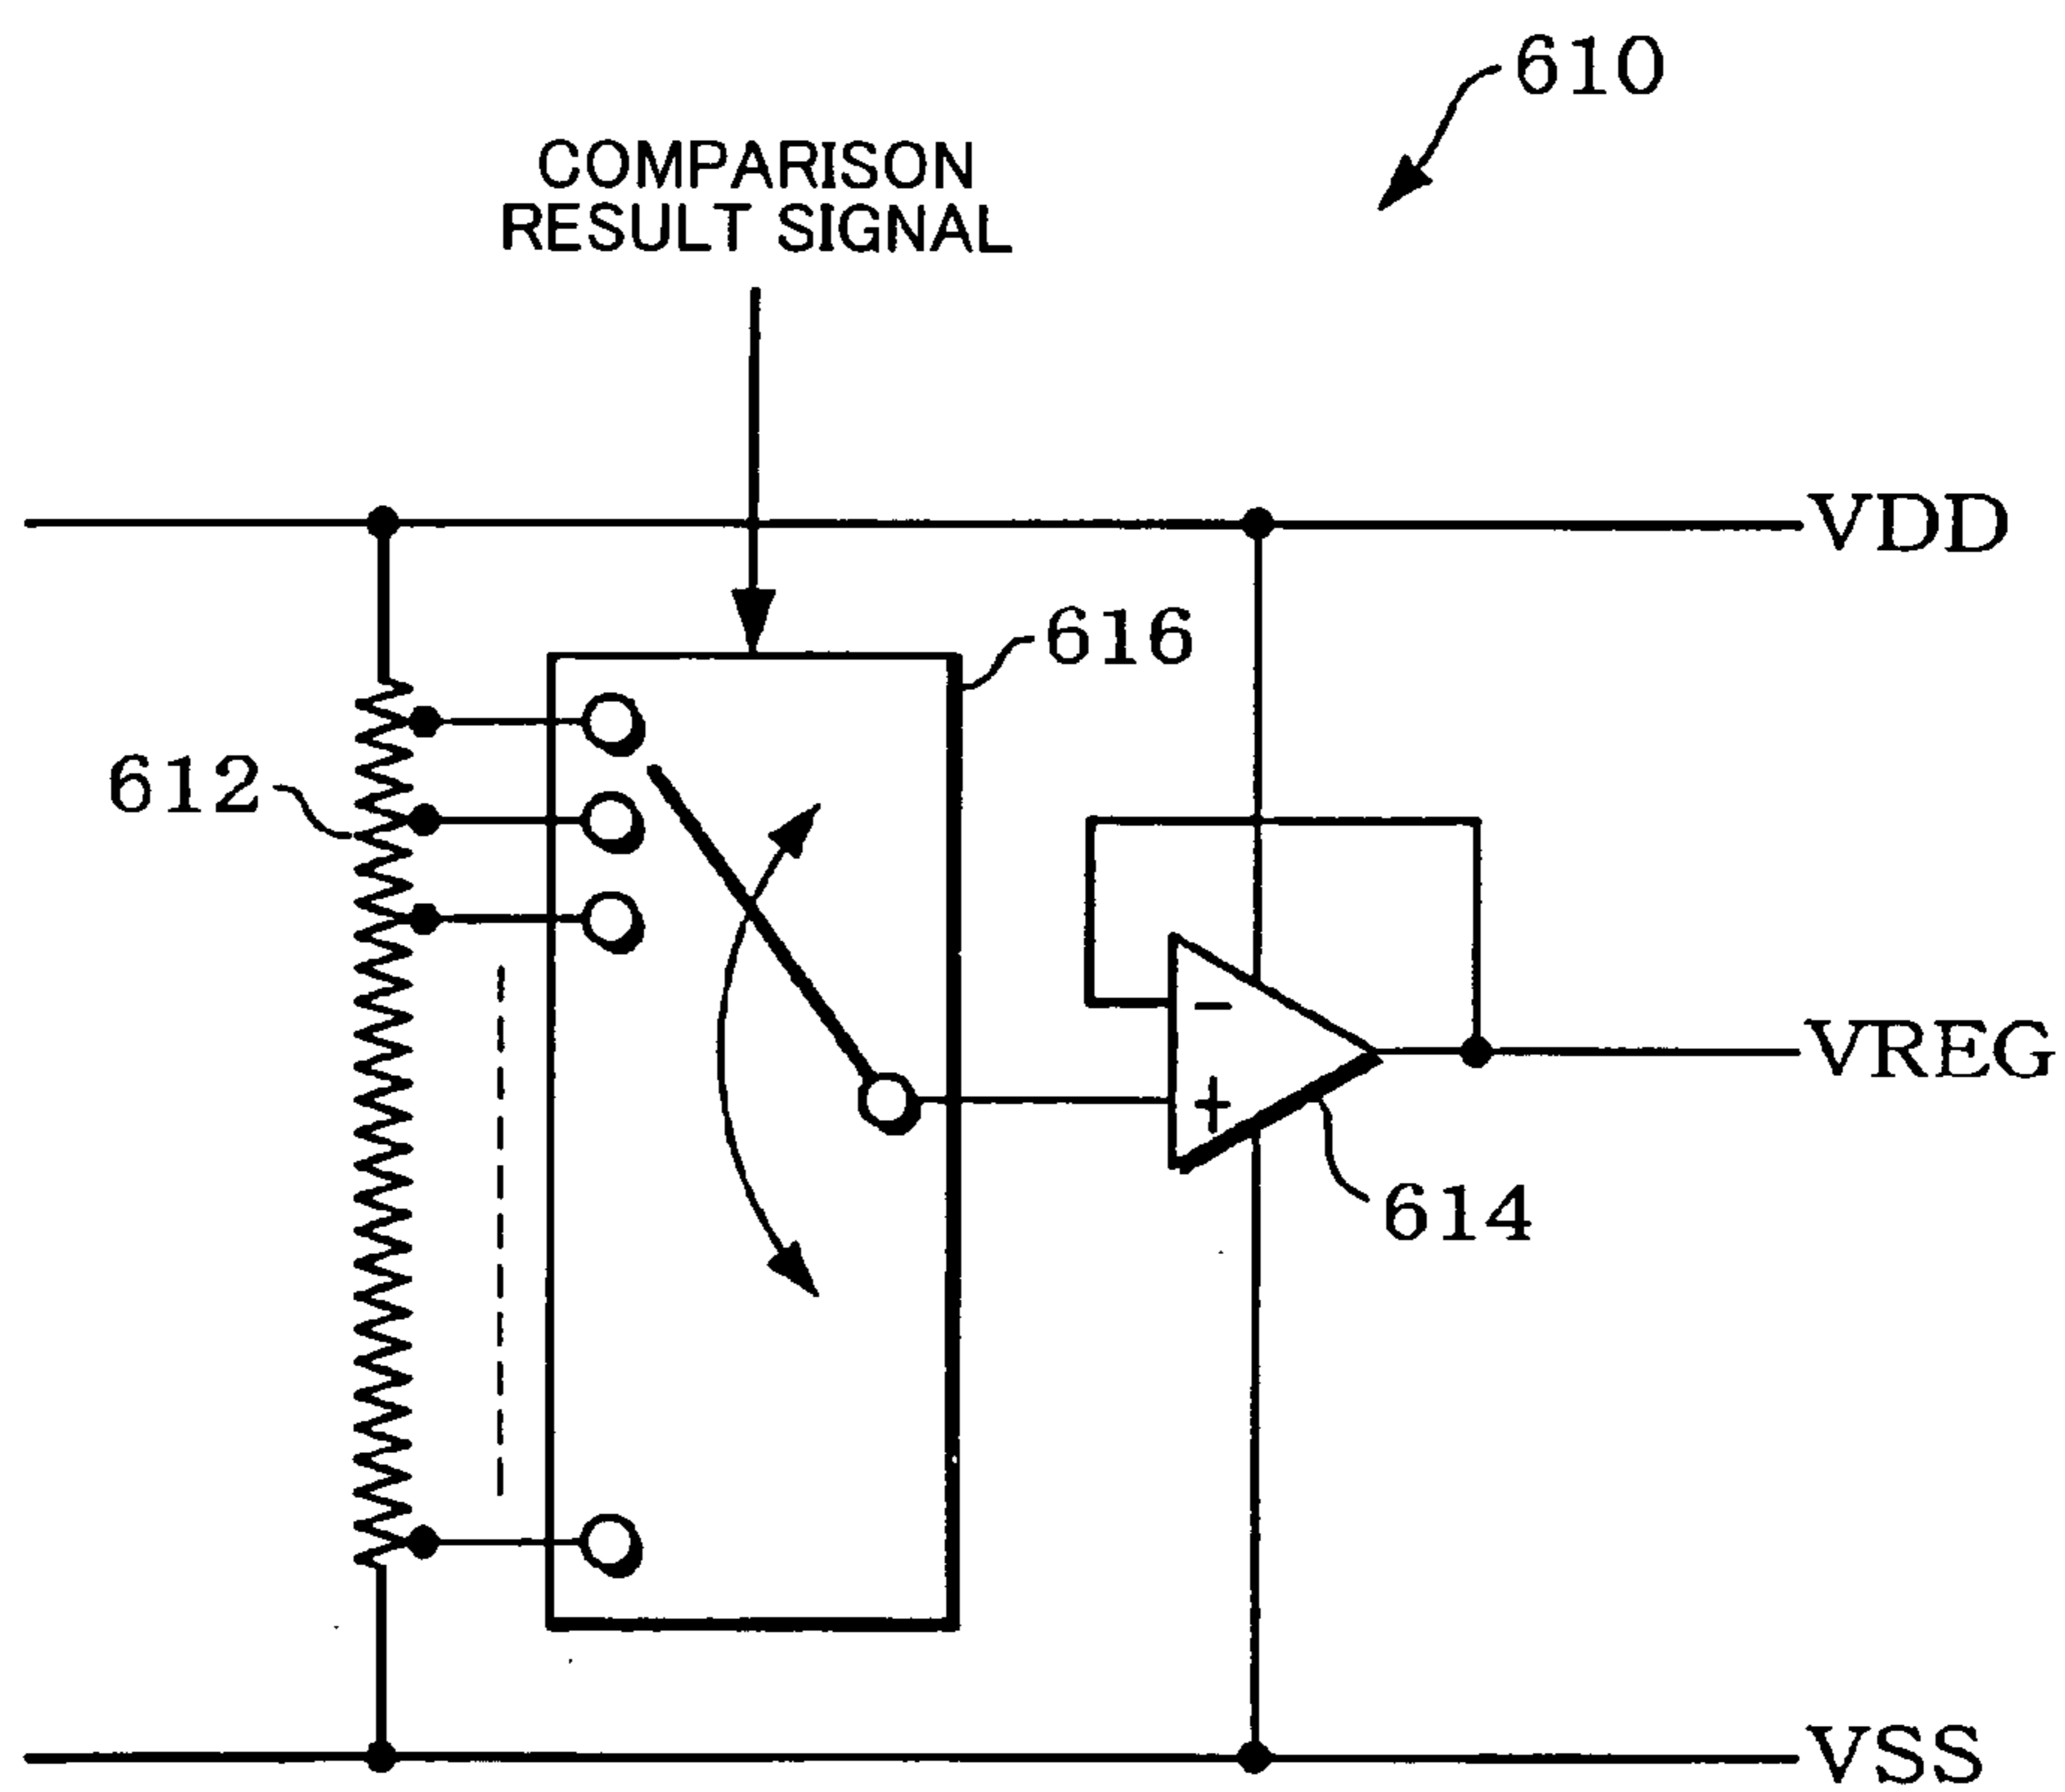 610
COMPARISON
RESULT SIGNAL
VDD
616
612
-
VREG
+
614
VSS